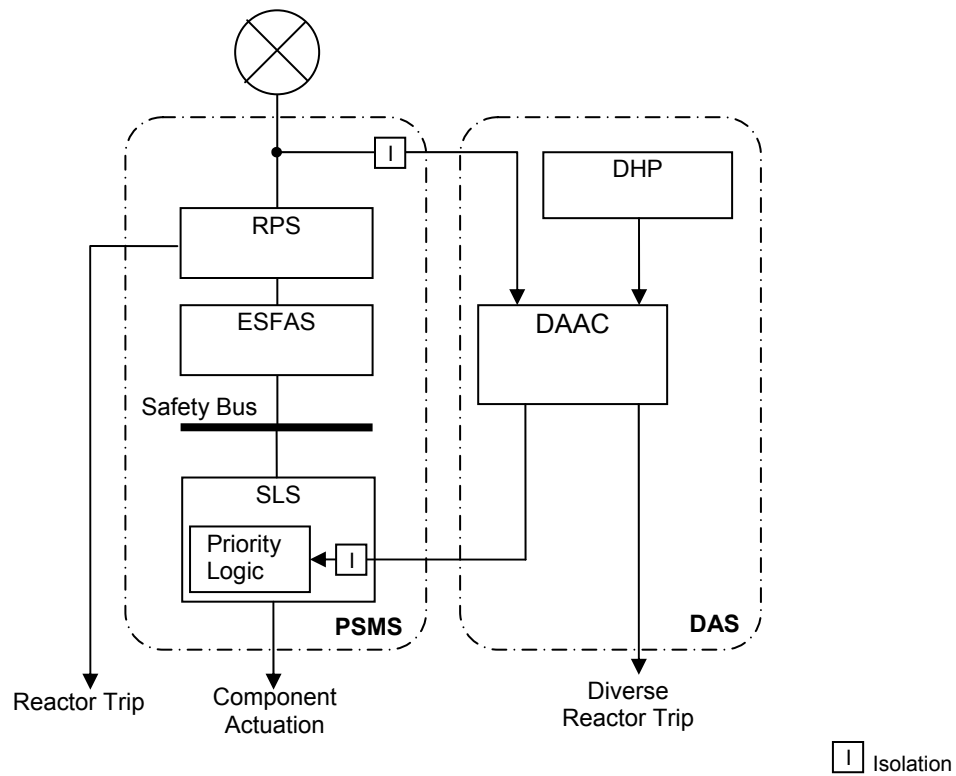 I
DHP
RPS
ESFAS
DAAC
Safety Bus
SLS
Priority
Logic
I
PSMS
DAS
Reactor Trip
Component
Actuation
Diverse
Reactor Trip
I Isolation